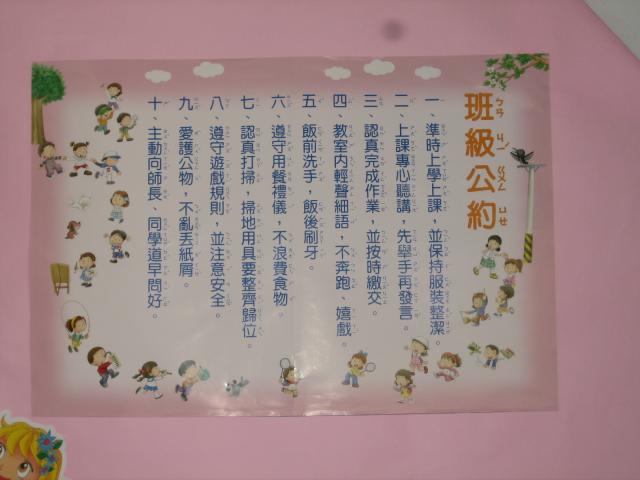 班級公約
一、準時上學上課，並保持服裝整潔。
二、上課專心聽講，先舉手再發言。
三、認真完成作業，並按時繳交。
四、教室內輕聲細語，不奔跑、嬉戲。
五、飯前洗手，飯後刷牙。
六、遵守用餐禮儀，不浪費食物。
七、認真打掃，掃地用具要整齊歸位。
八、遵守遊戲規則，並注意安全。
九、愛護公物，不亂丟紙屑。
十、主動向師長、同學道早問好。